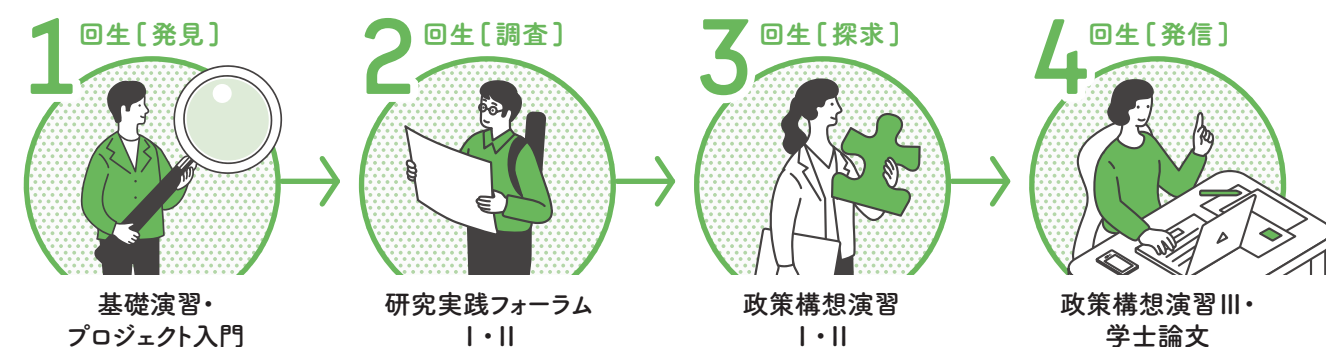 1回生[発見]
2回生[調査]
3回生[探求]
4回生[発信]
基礎演習・
プロジェクト入門
研究実践フォーラム
I・II
政策構想演習
I・II
政策構想演習III・
学士論文